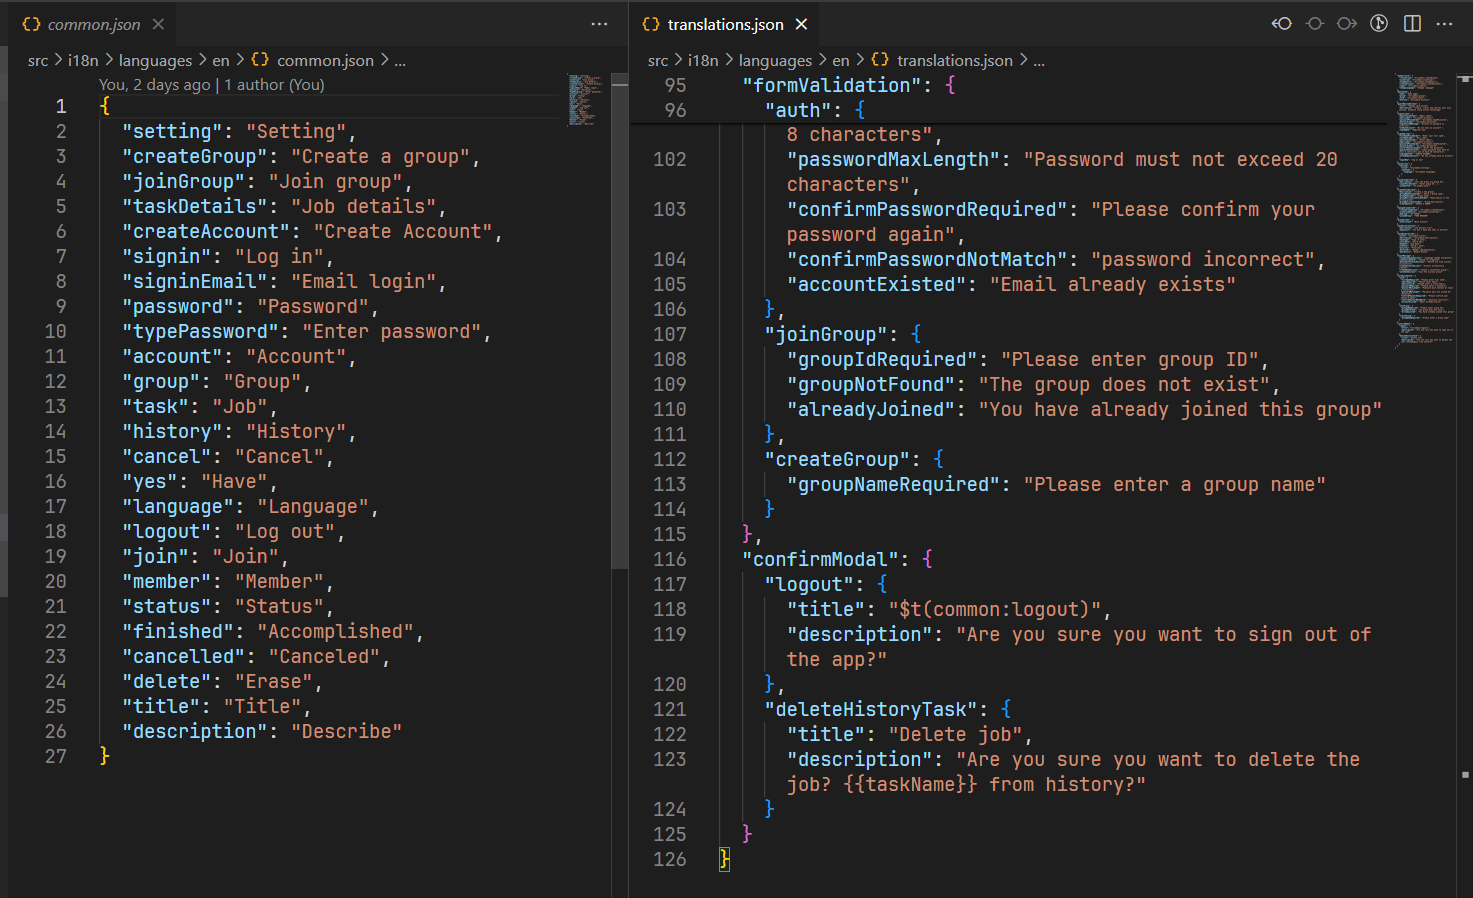 common.json
src > i18n > languages > en > {} common.json > ...
You, 2 days ago | 1 author (You)
1 {
2 "setting": "Setting",
3 "createGroup": "Create a group",
4 "joinGroup": "Join group",
5 "taskDetails": "Job details",
6 "createAccount": "Create Account",
7 "signin": "Log in",
8 "signinEmail": "Email login",
9 "password": "Password",
10 "typePassword": "Enter password",
11 "account": "Account",
12 "group": "Group",
13 "task": "Job",
14 "history": "History",
15 "cancel": "Cancel",
16 "yes": "Have",
17 "language": "Language",
18 "logout": "Log out",
19 "join": "Join",
20 "member": "Member",
21 "status": "Status",
22 "finished": "Accomplished",
23 "cancelled": "Canceled",
24 "delete": "Erase",
25 "title": "Title",
26 "description": "Describe"
27 }
translations.json
src > i18n > languages > en > {} translations.json > ...
95 "formValidation": {
96 "auth": {
8 characters",
102 "passwordMaxLength": "Password must not exceed 20
characters",
103 "confirmPasswordRequired": "Please confirm your
password again",
104 "confirmPasswordNotMatch": "password incorrect",
105 "accountExisted": "Email already exists"
106 },
107 "joinGroup": {
108 "groupIdRequired": "Please enter group ID",
109 "groupNotFound": "The group does not exist",
110 "alreadyJoined": "You have already joined this group"
111 },
112 "createGroup": {
113 "groupNameRequired": "Please enter a group name"
114 }
115 },
116 "confirmModal": {
117 "logout": {
118 "title": "$t(common:logout)",
119 "description": "Are you sure you want to sign out of
the app?"
120 },
121 "deleteHistoryTask": {
122 "title": "Delete job",
123 "description": "Are you sure you want to delete the
job? {{taskName}} from history?"
124 }
125 }
126 }